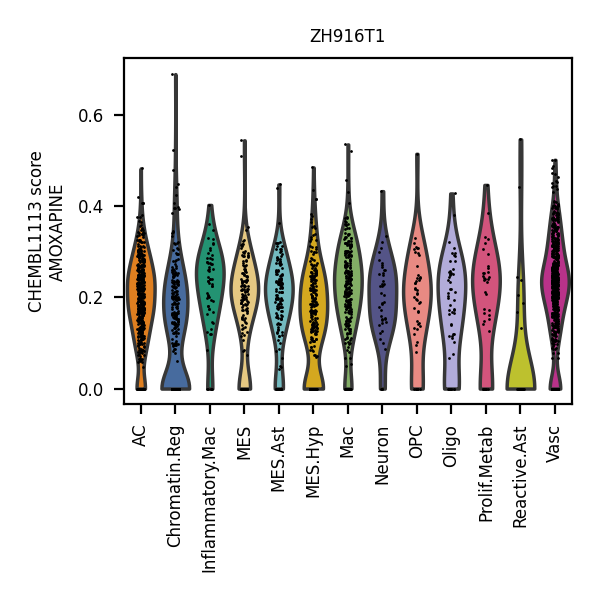 ZH916T1
CHEMBL1113 score
AMOXAPINE
0.6
0.4
0.2
0.0
AC
Chromatin.Reg
Inflammatory.Mac
MES
MES.Ast
MES.Hyp
Mac
Neuron
OPC
Oligo
Prolif.Metab
Reactive.Ast
Vasc